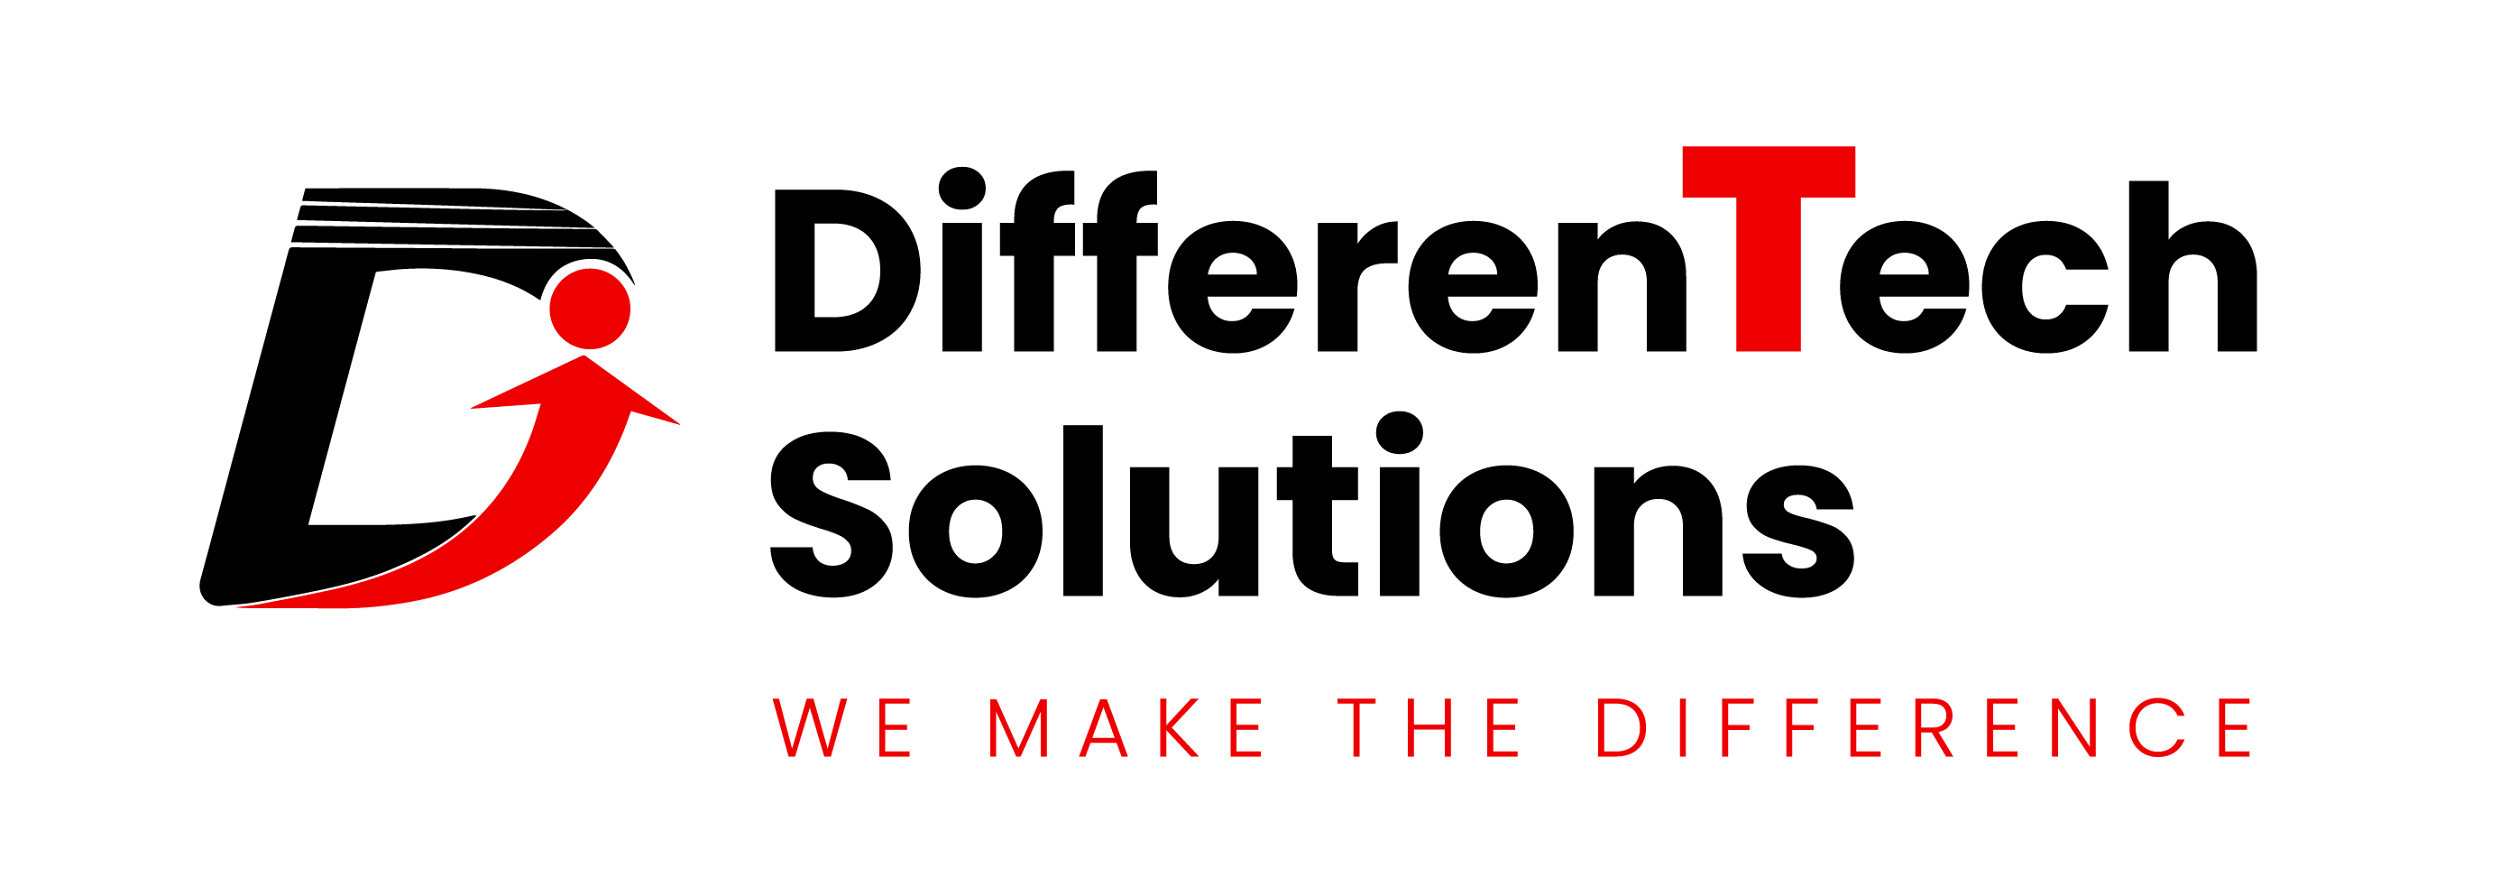 DifferenTech
Solutions
WE MAKE THE DIFFERENCE